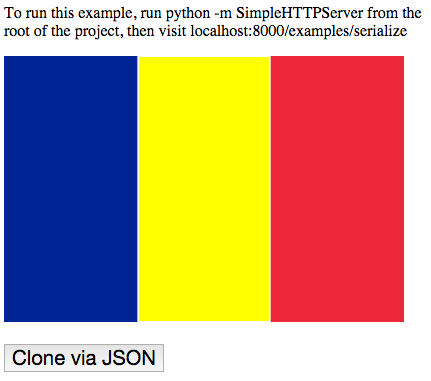 To run this example, run python -m SimpleHTTPServer from the
root of the project, then visit localhost:8000/examples/serialize
Clone via JSON